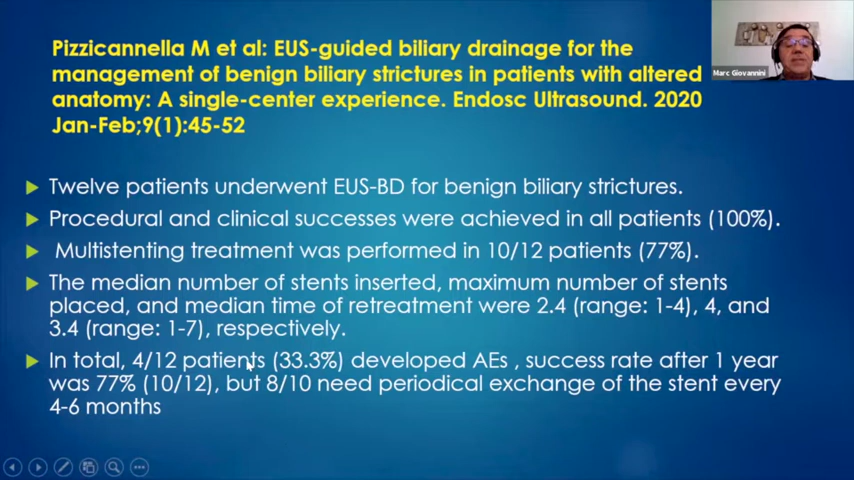 Pizzicannella M et al: EUS-guided biliary drainage for the
management of benign biliary strictures in patients with altered
anatomy: A single-center experience. Endosc Ultrasound. 2020
Jan-Feb;9(1):45-52
Marc Giovannini
Twelve patients underwent EUS-BD for benign biliary strictures.
Procedural and clinical successes were achieved in all patients (100%).
Multistenting treatment was performed in 10/12 patients (77%).
The median number of stents inserted, maximum number of stents
placed, and median time of retreatment were 2.4 (range: 1-4), 4, and
3.4 (range: 1-7), respectively.
In total, 4/12 patients (33.3%) developed AEs , success rate after 1 year
was 77% (10/12), but 8/10 need periodical exchange of the stent every
4-6 months